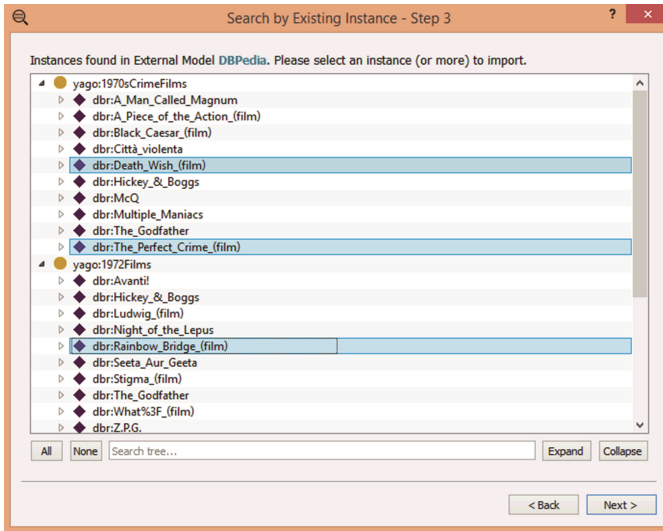 Search by Existing Instance - Step 3
? ×
Instances found in External Model DBPedia. Please select an instance (or more) to import.
yago:1970sCrimeFilms
dbr:A_Man_Called_Magnum
dbr:A_Piece_of_the_Action_(film)
dbr:Black_Caesar_(film)
dbr:Città_violenta
dbr:Death_Wish_(film)
dbr:Hickey_&_Boggs
dbr:McQ
dbr:Multiple_Maniacs
dbr:The_Godfather
dbr:The_Perfect_Crime_(film)
yago:1972Films
dbr:Avanti!
dbr:Hickey_&_Boggs
dbr:Ludwig_(film)
dbr:Night_of_the_Lepus
dbr:Rainbow_Bridge_(film)
dbr:Seeta_Aur_Geeta
dbr:Stigma_(film)
dbr:The_Godfather
dbr:What%3F_(film)
dbr:Z.P.G.
All None Search tree... Expand Collapse
< Back Next >